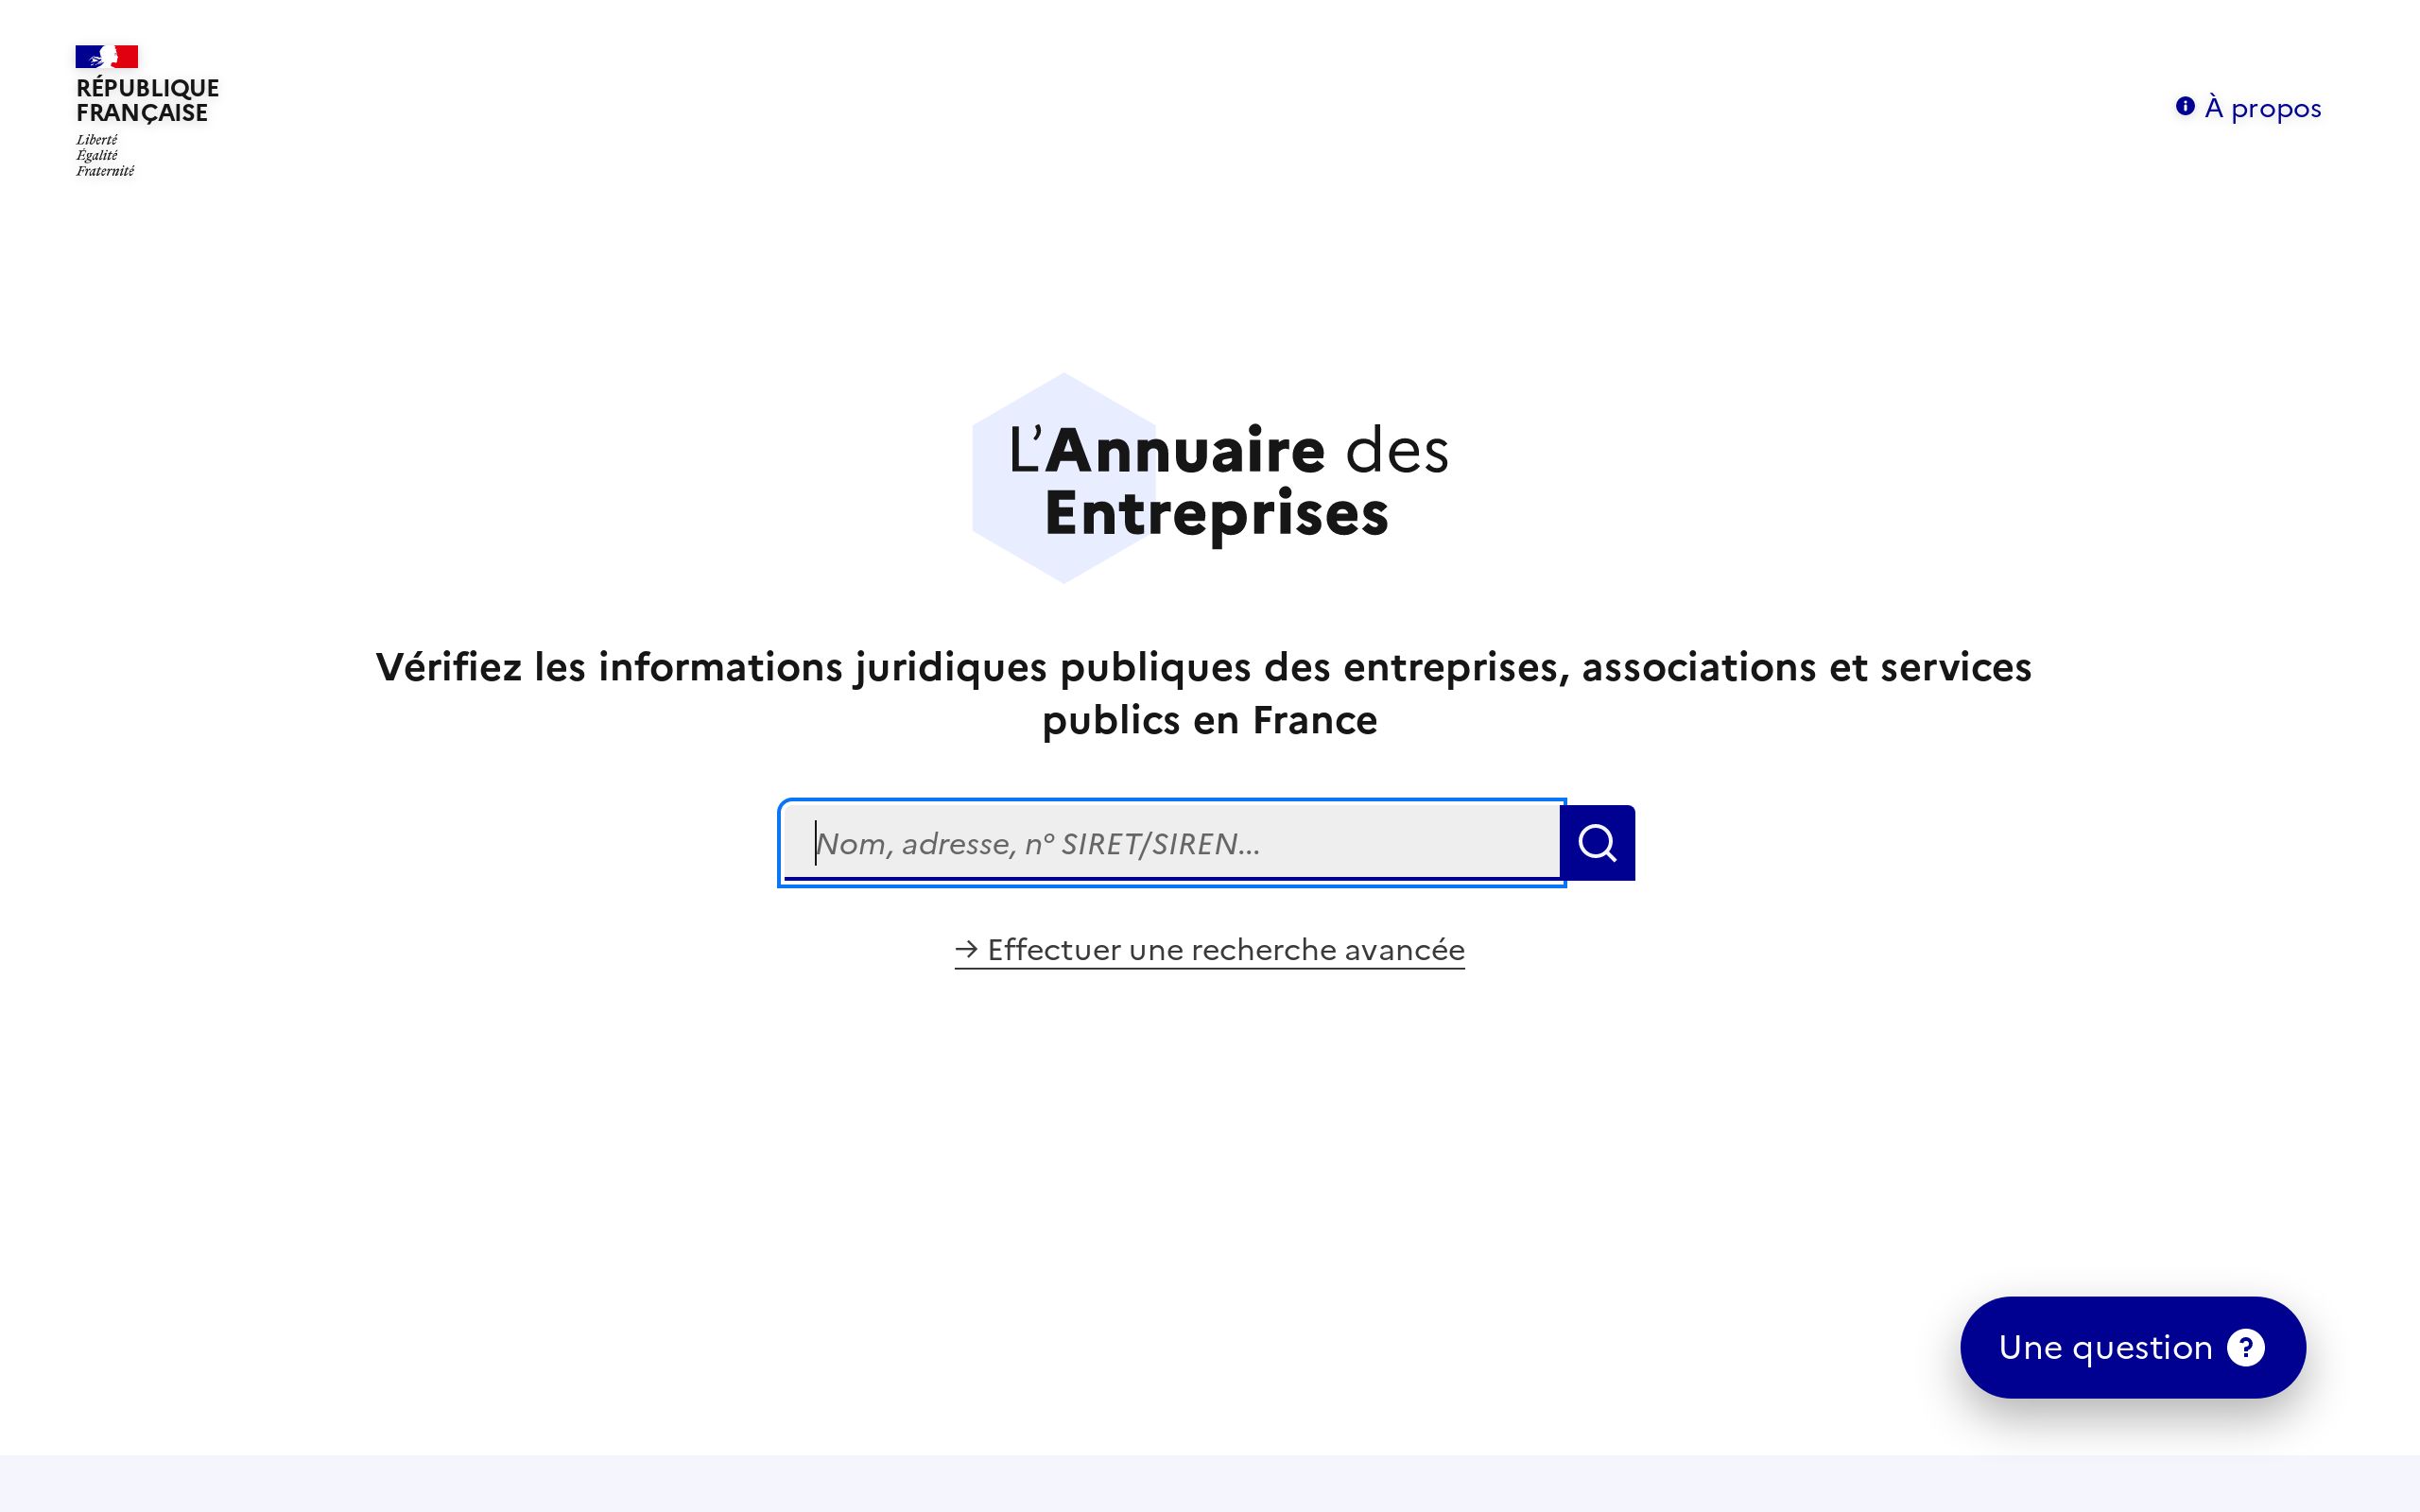 RÉPUBLIQUE
FRANÇAISE
Liberté
Égalité
Fraternité
À propos
L’Annuaire des
Entreprises
Vérifiez les informations juridiques publiques des entreprises, associations et services
publics en France
Nom, adresse, n° SIRET/SIREN...
→ Effectuer une recherche avancée
Une question ?